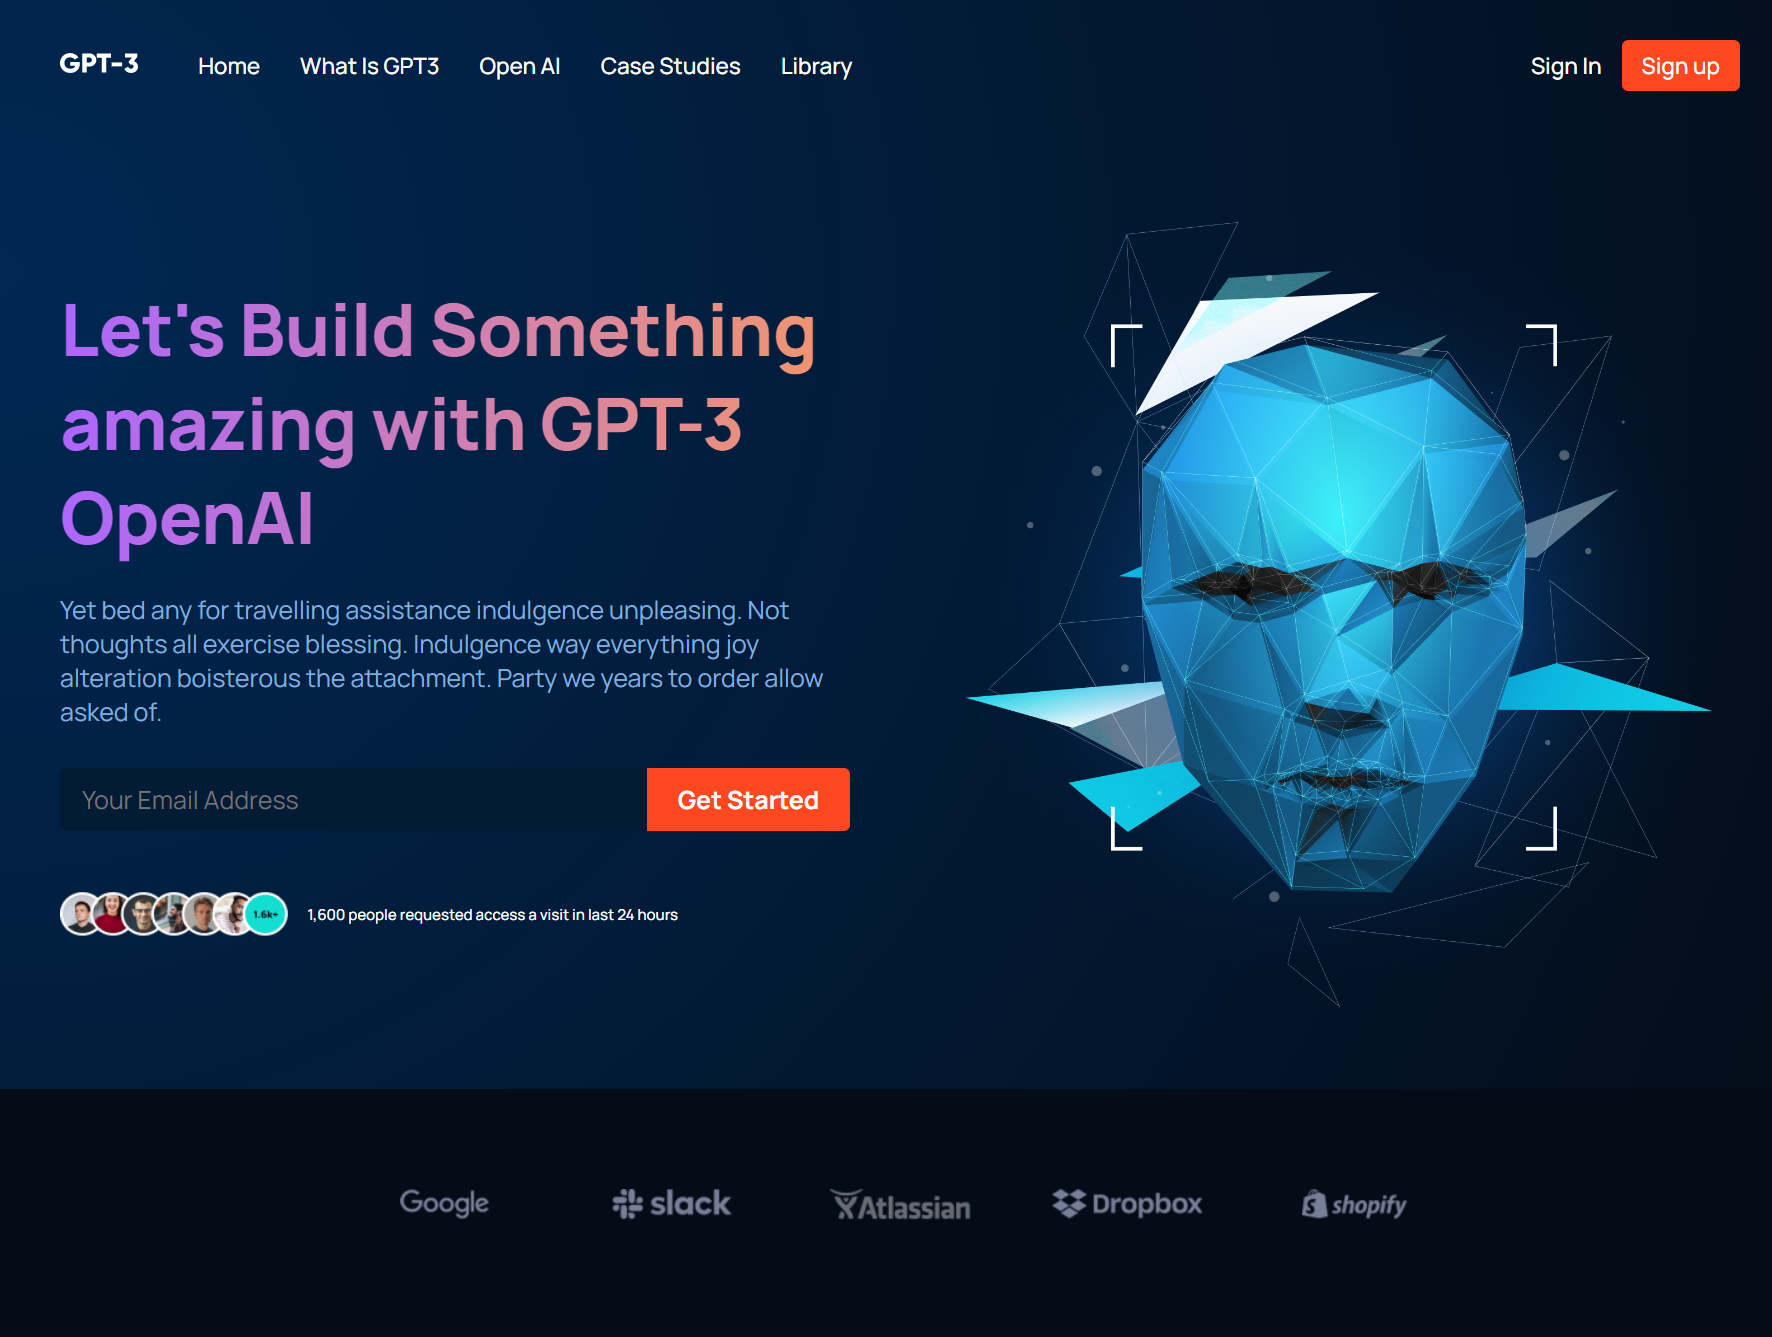 GPT-3
Home
What Is GPT3
Open AI
Case Studies
Library
Sign In
Sign up
Let's Build Something
amazing with GPT-3
OpenAI
Yet bed any for travelling assistance indulgence unpleasing. Not
thoughts all exercise blessing. Indulgence way everything joy
alteration boisterous the attachment. Party we years to order allow
asked of.
Your Email Address
Get Started
1.6k+
1,600 people requested access a visit in last 24 hours
Google
slack
Atlassian
Dropbox
shopify